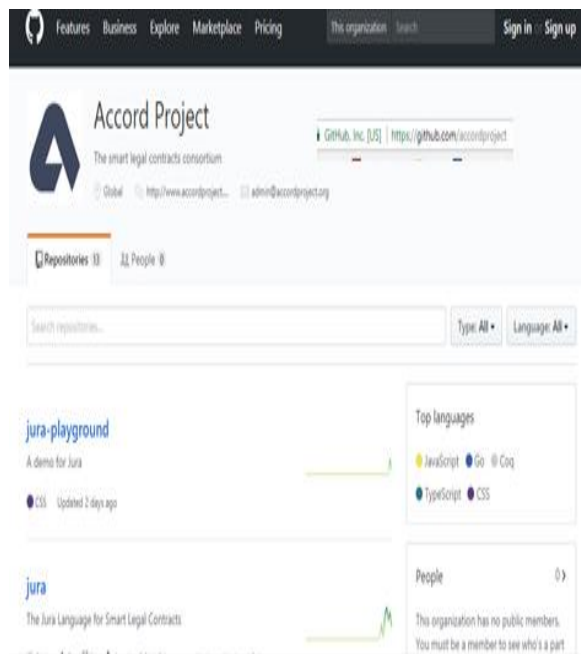 Features Business Explore Marketplace Pricing This organization Search Sign in or Sign up
Accord Project
GitHub, Inc. [US] | https://github.com/accordproject
The smart legal contracts consortium
Global http://www.accordproject... admin@accordproject.org
Repositories 13 People 0
Search repositories...
Type: All Language: All
jura-playground
A demo for Jura
CSS Updated 2 days ago
Top languages
JavaScript Go Coq
TypeScript CSS
jura
The Jura Language for Smart Legal Contracts
People 0
This organization has no public members.
You must be a member to see who's a part